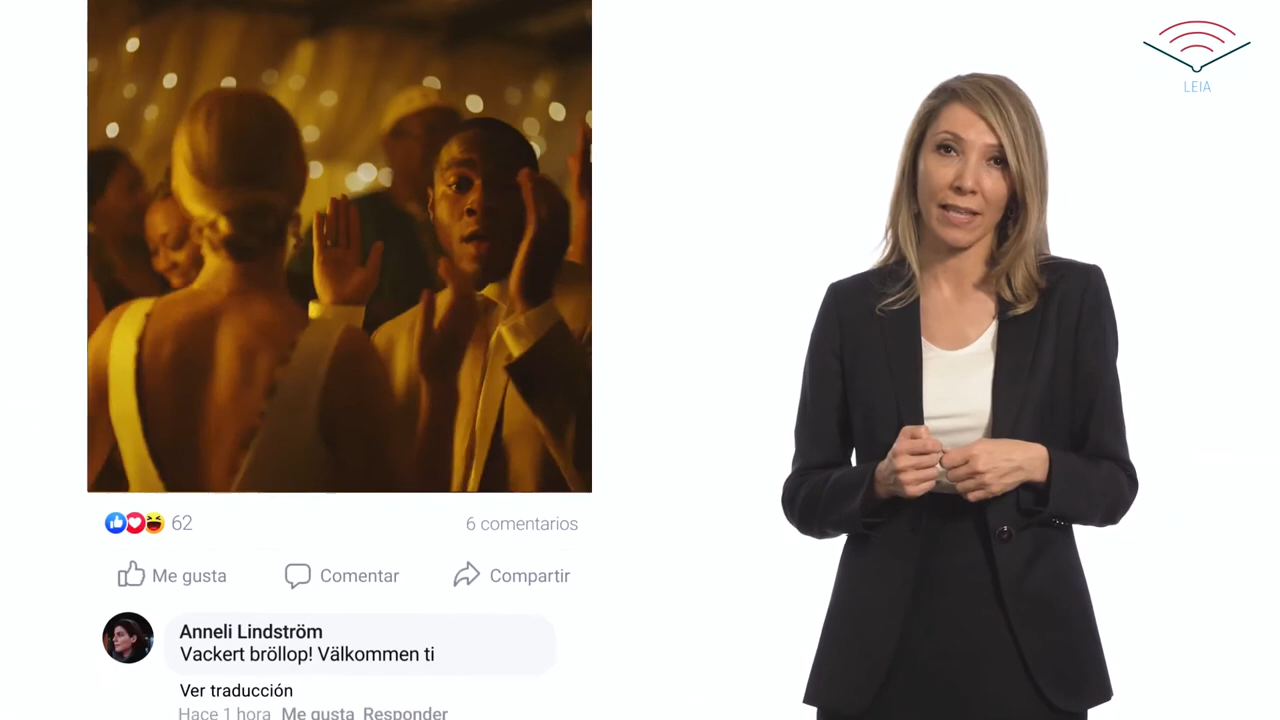 LEIA
62
6 comentarios
Me gusta
Comentar
Compartir
Anneli Lindström
Vackert bröllop! Välkommen ti
Ver traducción
Hace 1 hora Me gusta Responder